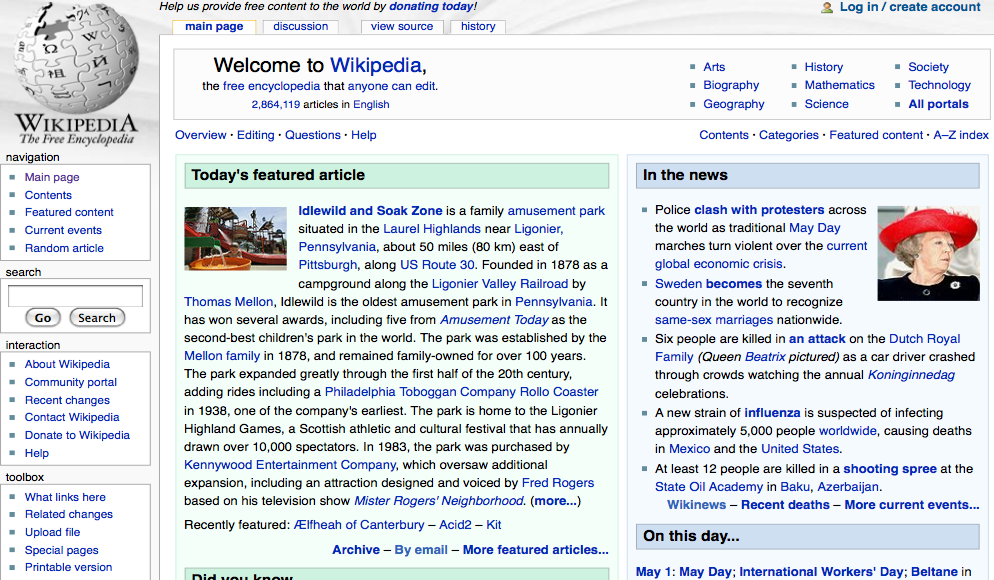 Help us provide free content to the world by donating today!
Log in / create account
main page
discussion
view source
history
WIKIPEDIA
The Free Encyclopedia
navigation
Main page
Contents
Featured content
Current events
Random article
search
Go
Search
interaction
About Wikipedia
Community portal
Recent changes
Contact Wikipedia
Donate to Wikipedia
Help
toolbox
What links here
Related changes
Upload file
Special pages
Printable version
Welcome to Wikipedia,
the free encyclopedia that anyone can edit.
2,864,119 articles in English
Arts
Biography
Geography
History
Mathematics
Science
Society
Technology
All portals
Overview · Editing · Questions · Help
Contents · Categories · Featured content · A–Z index
Today's featured article
Idlewild and Soak Zone is a family amusement park
situated in the Laurel Highlands near Ligonier,
Pennsylvania, about 50 miles (80 km) east of
Pittsburgh, along US Route 30. Founded in 1878 as a
campground along the Ligonier Valley Railroad by
Thomas Mellon, Idlewild is the oldest amusement park in Pennsylvania. It
has won several awards, including five from Amusement Today as the
second-best children's park in the world. The park was established by the
Mellon family in 1878, and remained family-owned for over 100 years.
The park expanded greatly through the first half of the 20th century,
adding rides including a Philadelphia Toboggan Company Rollo Coaster
in 1938, one of the company's earliest. The park is home to the Ligonier
Highland Games, a Scottish athletic and cultural festival that has annually
drawn over 10,000 spectators. In 1983, the park was purchased by
Kennywood Entertainment Company, which oversaw additional
expansion, including an attraction designed and voiced by Fred Rogers
based on his television show Mister Rogers' Neighborhood. (more...)
Recently featured: Ælfheah of Canterbury – Acid2 – Kit
Archive – By email – More featured articles...
Did you know
In the news
Police clash with protesters across
the world as traditional May Day
marches turn violent over the current
global economic crisis.
Sweden becomes the seventh
country in the world to recognize
same-sex marriages nationwide.
Six people are killed in an attack on the Dutch Royal
Family (Queen Beatrix pictured) as a car driver crashed
through crowds watching the annual Koninginnedag
celebrations.
A new strain of influenza is suspected of infecting
approximately 5,000 people worldwide, causing deaths
in Mexico and the United States.
At least 12 people are killed in a shooting spree at the
State Oil Academy in Baku, Azerbaijan.
Wikinews – Recent deaths – More current events...
On this day...
May 1: May Day; International Workers' Day; Beltane in